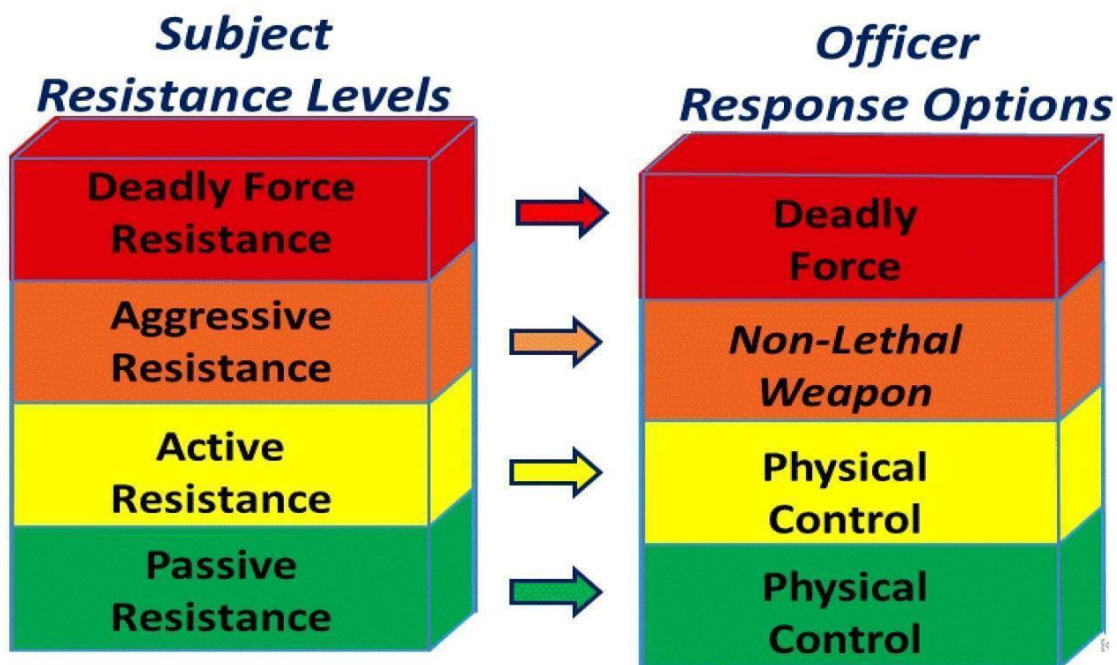 Subject
Resistance Levels
Deadly Force
Resistance
Aggressive
Resistance
Active
Resistance
Passive
Resistance
Officer
Response Options
Deadly
Force
Non-Lethal
Weapon
Physical
Control
Physical
Control